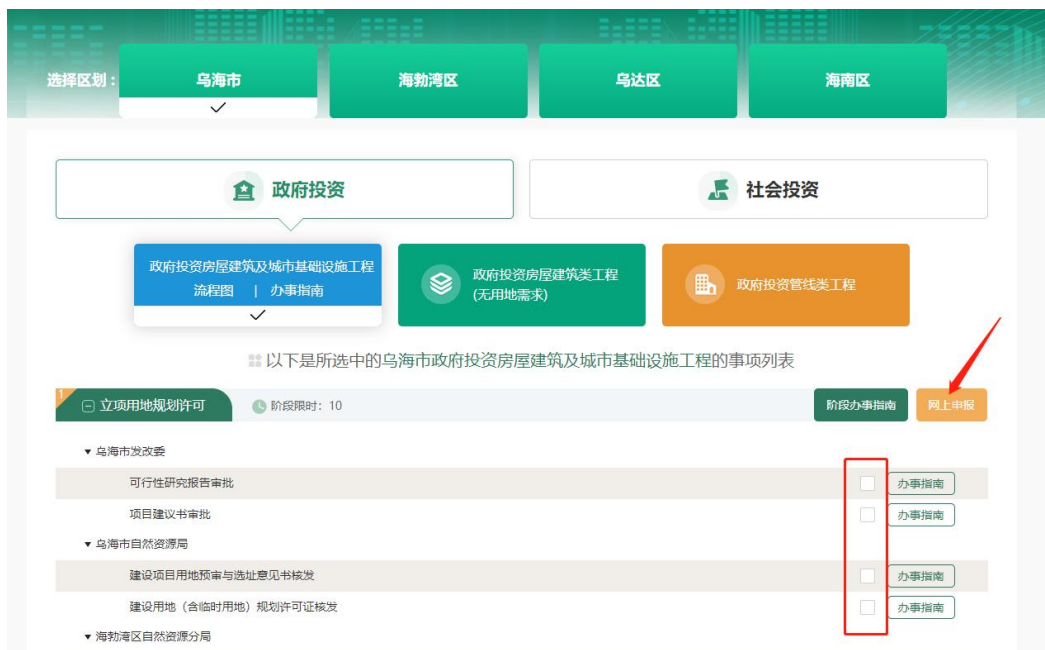 选择区划：
乌海市
海勃湾区
乌达区
海南区
政府投资
社会投资
政府投资房屋建筑及城市基础设施工程
流程图 | 办事指南
政府投资房屋建筑类工程
(无用地需求)
政府投资管线类工程
以下是所选中的乌海市政府投资房屋建筑及城市基础设施工程的事项列表
1
立项用地规划许可
阶段限时：10
阶段办事指南
网上申报
乌海市发改委
可行性研究报告审批
办事指南
项目建议书审批
办事指南
乌海市自然资源局
建设项目用地预审与选址意见书核发
办事指南
建设用地（含临时用地）规划许可证核发
办事指南
海勃湾区自然资源分局